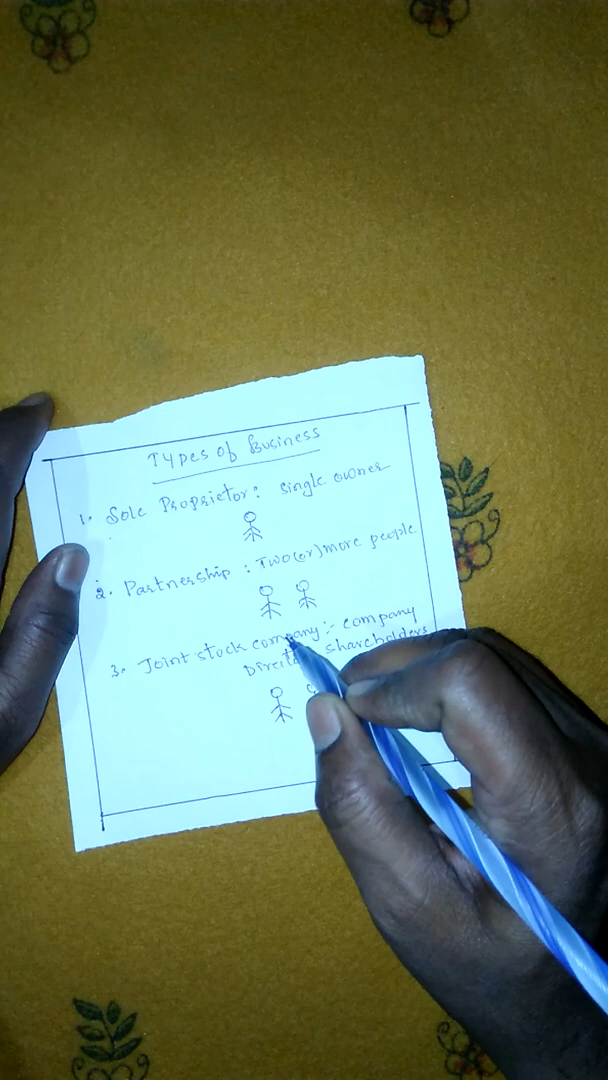 Types of Business
1. Sole Proprietor: single owner
2. Partnership : Two(or)more people
3. Joint stock company:- company
shareholders